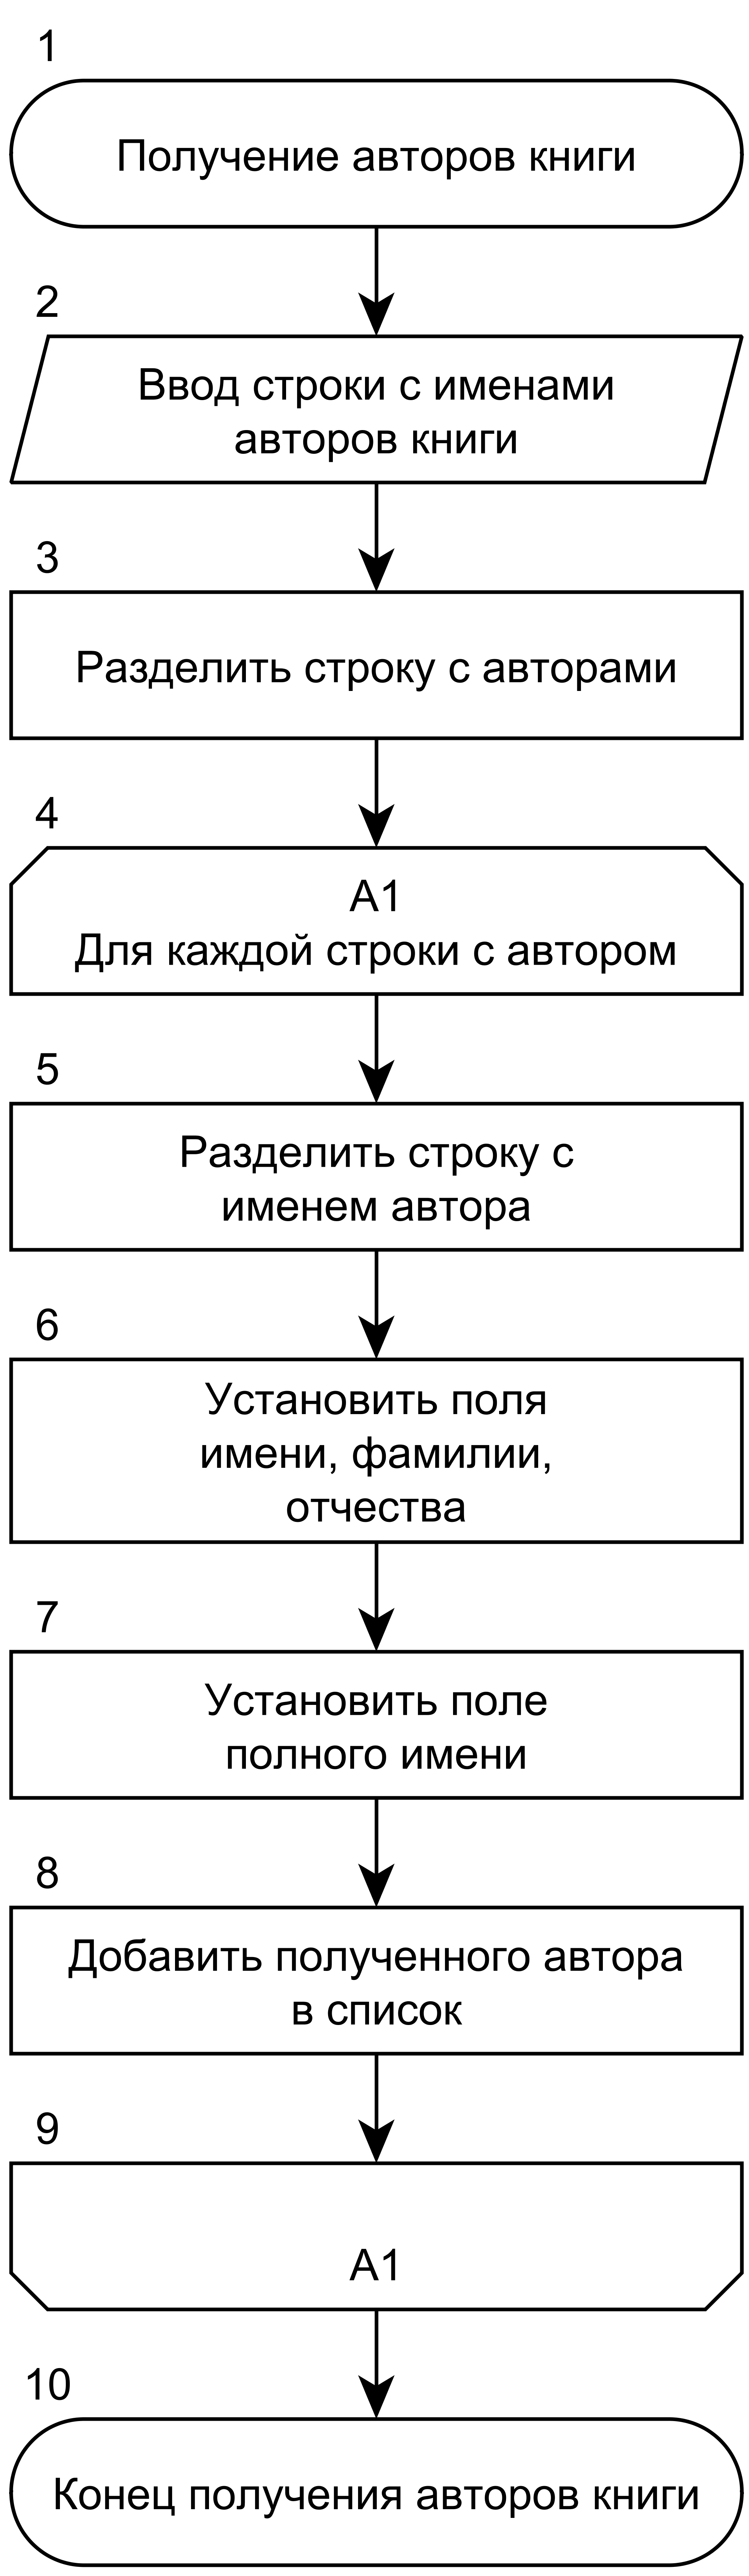 1
Получение авторов книги
2
Ввод строки с именами
авторов книги
3
Разделить строку с авторами
4
А1
Для каждой строки с автором
5
Разделить строку с
именем автора
6
Установить поля
имени, фамилии,
отчества
7
Установить поле
полного имени
8
Добавить полученного автора
в список
9
А1
10
Конец получения авторов книги